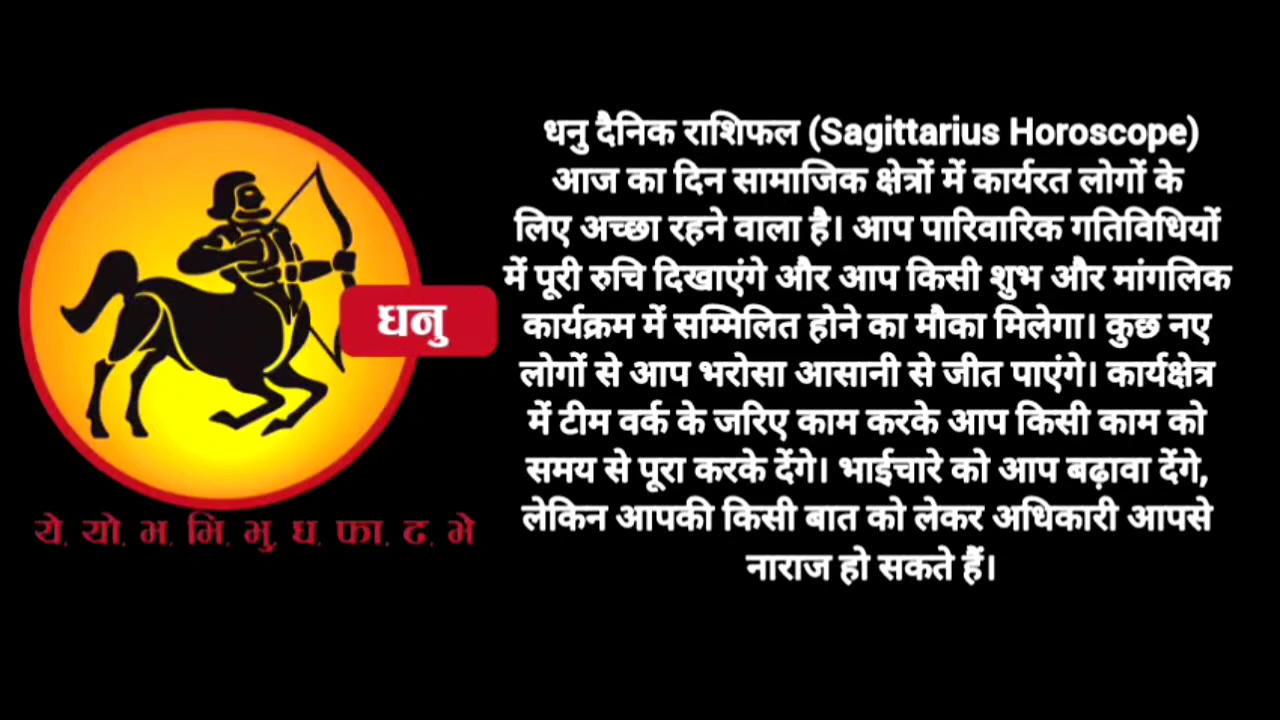 धनु दैनिक राशिफल (Sagittarius Horoscope)
आज का दिन सामाजिक क्षेत्रों में कार्यरत लोगों के
लिए अच्छा रहने वाला है। आप पारिवारिक गतिविधियों
में पूरी रुचि दिखाएंगे और आप किसी शुभ और मांगलिक
कार्यक्रम में सम्मिलित होने का मौका मिलेगा। कुछ नए
लोगों से आप भरोसा आसानी से जीत पाएंगे। कार्यक्षेत्र
में टीम वर्क के जरिए काम करके आप किसी काम को
समय से पूरा करके देंगे। भाईचारे को आप बढ़ावा देंगे,
लेकिन आपकी किसी बात को लेकर अधिकारी आपसे
नाराज हो सकते हैं।
धनु
ये. यो. भ. भि. भु. ध. फा. ढ. भे